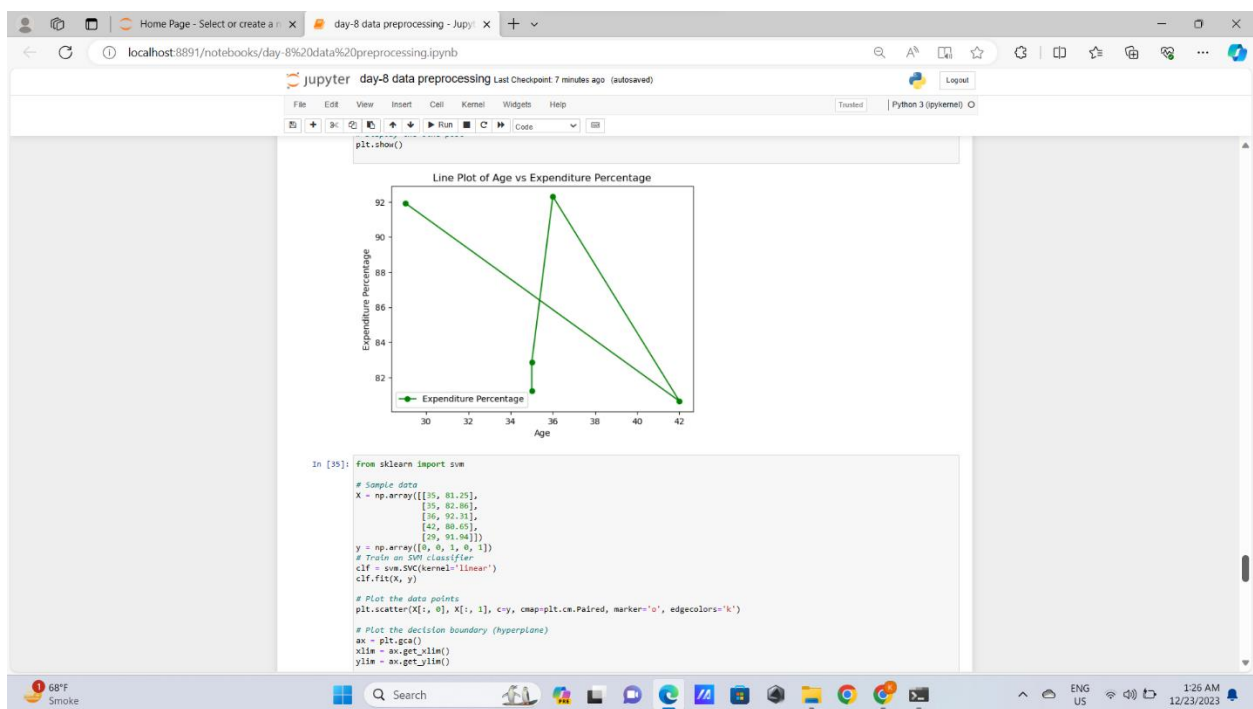 Home Page - Select or create a n
day-8 data preprocessing - Jupyt
localhost:8891/notebooks/day-8%20data%20preprocessing.ipynb
jupyter day-8 data preprocessing Last Checkpoint: 7 minutes ago (autosaved)
Logout
File Edit View Insert Cell Kernel Widgets Help
Trusted
Python 3 (ipykernel)
Run
Code
plt.show()
Line Plot of Age vs Expenditure Percentage
92
90
88
86
84
82
Expenditure Percentage
Expenditure Percentage
30 32 34 36 38 40 42
Age
In [35]: from sklearn import svm
# Sample data
X = np.array([[35, 81.25],
[35, 82.86],
[36, 92.31],
[42, 80.65],
[29, 91.94]])
y = np.array([0, 0, 1, 0, 1])
# Train an SVM classifier
clf = svm.SVC(kernel='linear')
clf.fit(X, y)
# Plot the data points
plt.scatter(X[:, 0], X[:, 1], c=y, cmap=plt.cm.Paired, marker='o', edgecolors='k')
# Plot the decision boundary (hyperplane)
ax = plt.gca()
xlim = ax.get_xlim()
ylim = ax.get_ylim()
1
68°F
Smoke
Search
ENG
US
1:26 AM
12/23/2023